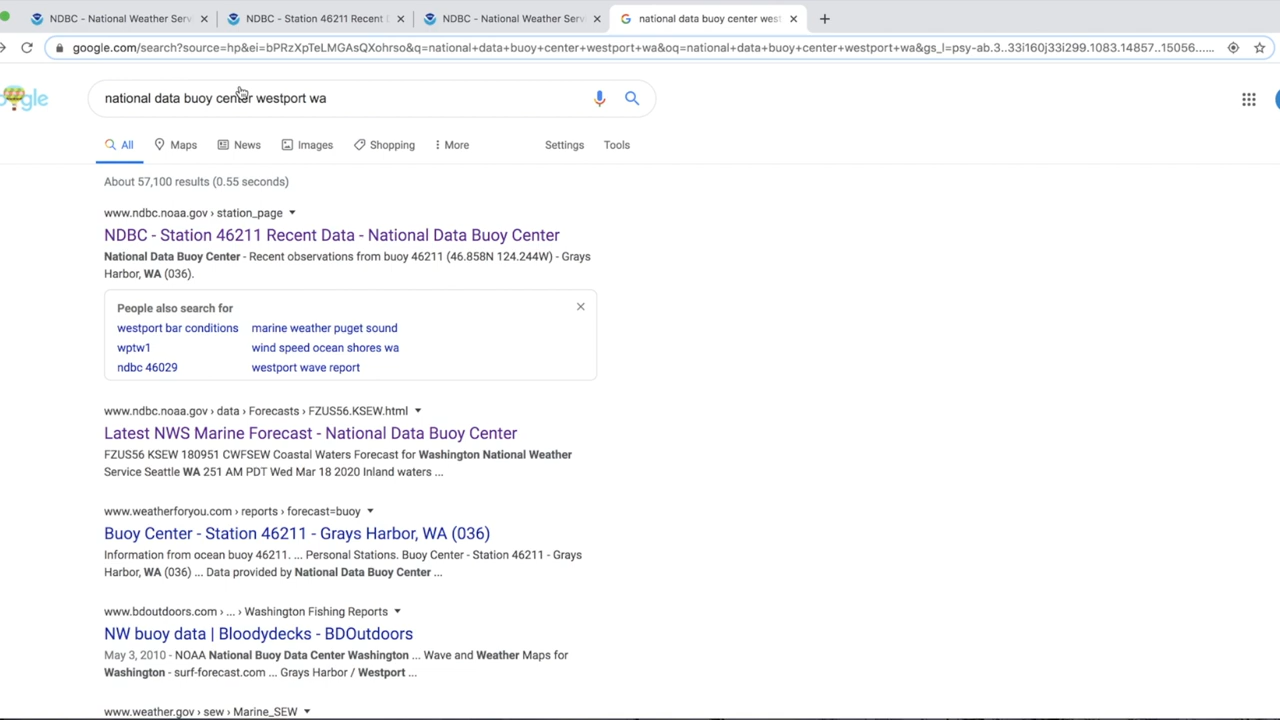 NDBC - National Weather Serv
NDBC - Station 46211 Recent D
NDBC - National Weather Serv
national data buoy center west
google.com/search?source=hp&ei=bPRzXpTeLMGAsQXohrso&q=national+data+buoy+center+westport+wa&oq=national+data+buoy+center+westport+wa&gs_l=psy-ab.3..33i160j33i299.1083.14857..15056......
national data buoy center westport wa
All
Maps
News
Images
Shopping
More
Settings
Tools
About 57,100 results (0.55 seconds)
www.ndbc.noaa.gov › station_page
NDBC - Station 46211 Recent Data - National Data Buoy Center
National Data Buoy Center - Recent observations from buoy 46211 (46.858N 124.244W) - Grays
Harbor, WA (036).
People also search for
westport bar conditions
marine weather puget sound
wptw1
wind speed ocean shores wa
ndbc 46029
westport wave report
www.ndbc.noaa.gov › data › Forecasts › FZUS56.KSEW.html
Latest NWS Marine Forecast - National Data Buoy Center
FZUS56 KSEW 180951 CWFSEW Coastal Waters Forecast for Washington National Weather
Service Seattle WA 251 AM PDT Wed Mar 18 2020 Inland waters ...
www.weatherforyou.com › reports › forecast=buoy
Buoy Center - Station 46211 - Grays Harbor, WA (036)
Information from ocean buoy 46211. ... Personal Stations. Buoy Center - Station 46211 - Grays
Harbor, WA (036) ... Data provided by National Data Buoy Center ...
www.bdoutdoors.com › ... › Washington Fishing Reports
NW buoy data | Bloodydecks - BDOutdoors
May 3, 2010 - NOAA National Buoy Data Center Washington ... Wave and Weather Maps for
Washington - surf-forecast.com ... Grays Harbor / Westport ...
www.weather.gov › sew › Marine_SEW